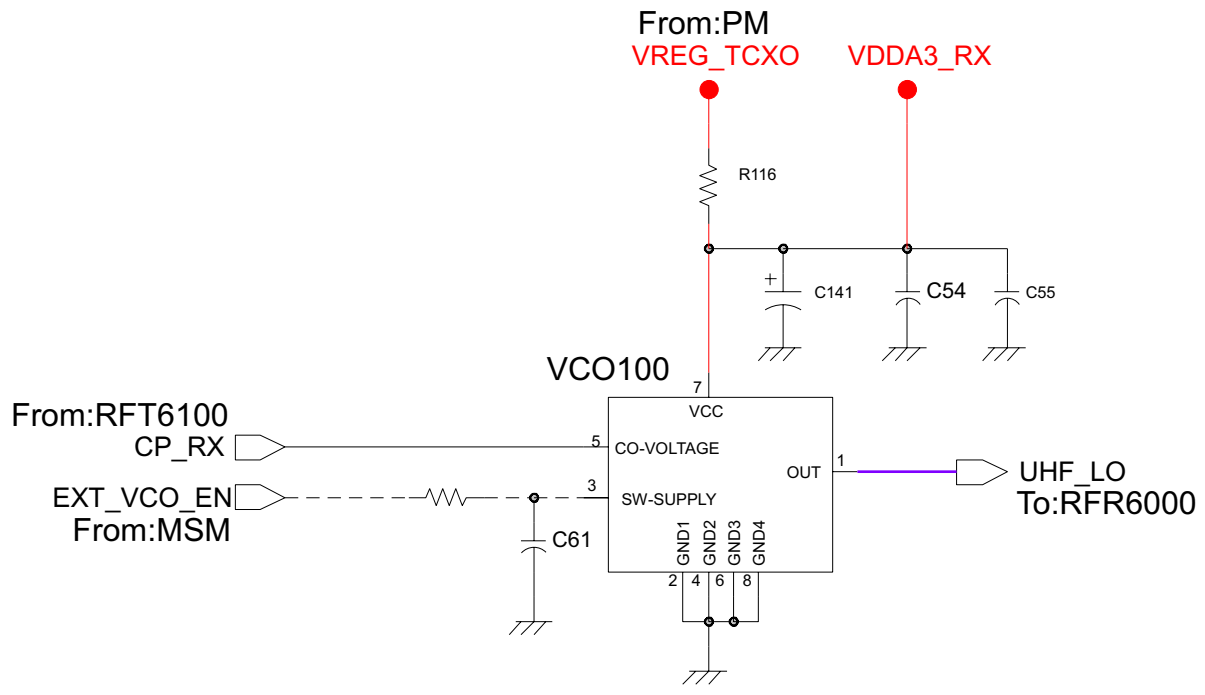 From:PM
VREG_TCXO
VDDA3_RX
R116
+
C141
C54
C55
VCO100
7
VCC
From:RFT6100
CP_RX
5
CO-VOLTAGE
1
OUT
UHF_LO
To:RFR6000
EXT_VCO_EN
From:MSM
3
SW-SUPPLY
C61
GND1
GND2
GND3
GND4
2
4
6
8